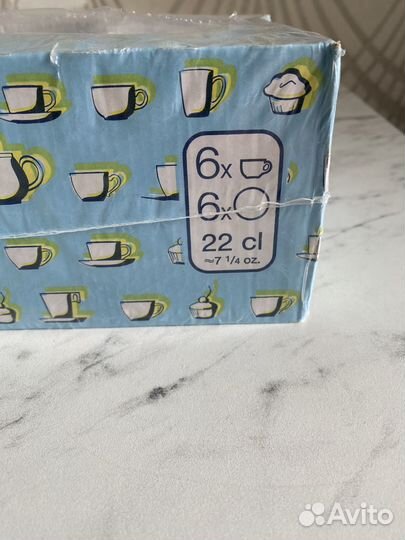 6x
6x
22 cl
≈7 1/4 oz.
Avito